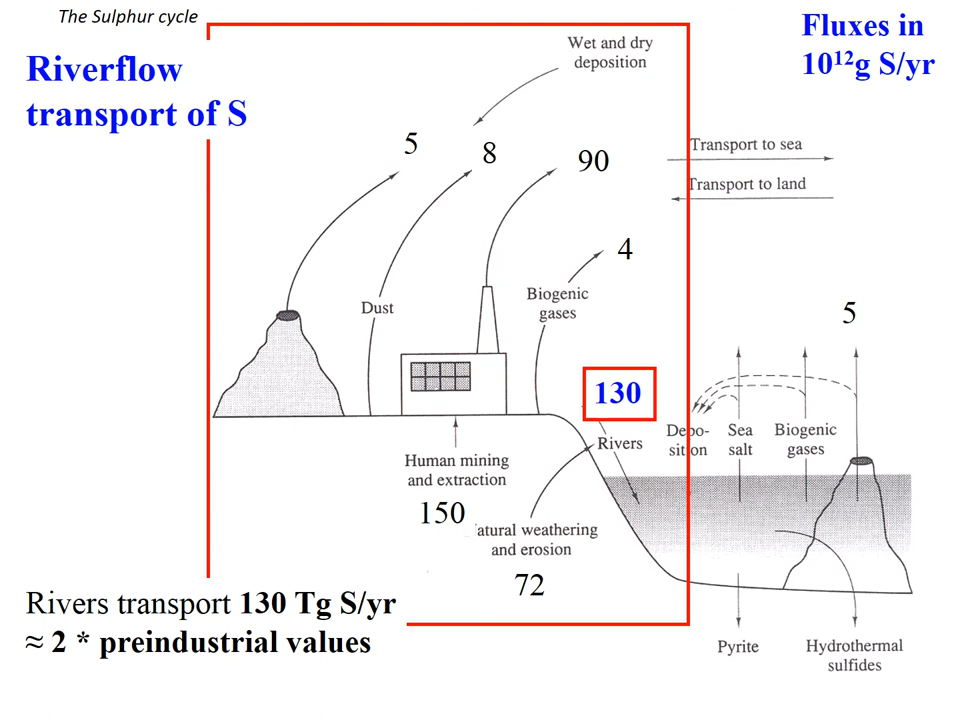 The Sulphur cycle
Riverflow
transport of S
Fluxes in
10¹²g S/yr
Wet and dry
deposition
5
8
90
Transport to sea
Transport to land
4
Dust
Biogenic
gases
5
130
Rivers
Depo-
sition
Sea
salt
Biogenic
gases
Human mining
and extraction
150
atural weathering
and erosion
72
Rivers transport 130 Tg S/yr
≈ 2 * preindustrial values
Pyrite
Hydrothermal
sulfides